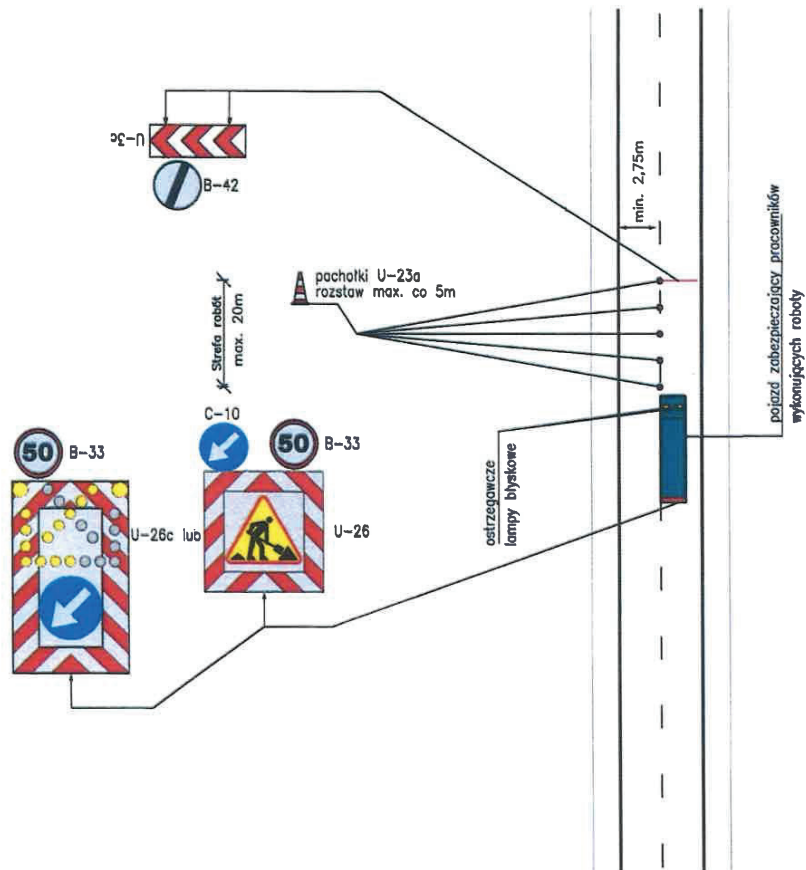 U-3c
B-42
min. 2,75m
pachołki U-23a
rozstaw max. co 5m
Strefa robót
max. 20m
C-10
50
B-33
50
B-33
U-26c lub
U-26
ostrzegawcze
lampy błyskowe
pojazd zabezpieczający pracowników
wykonujących roboty